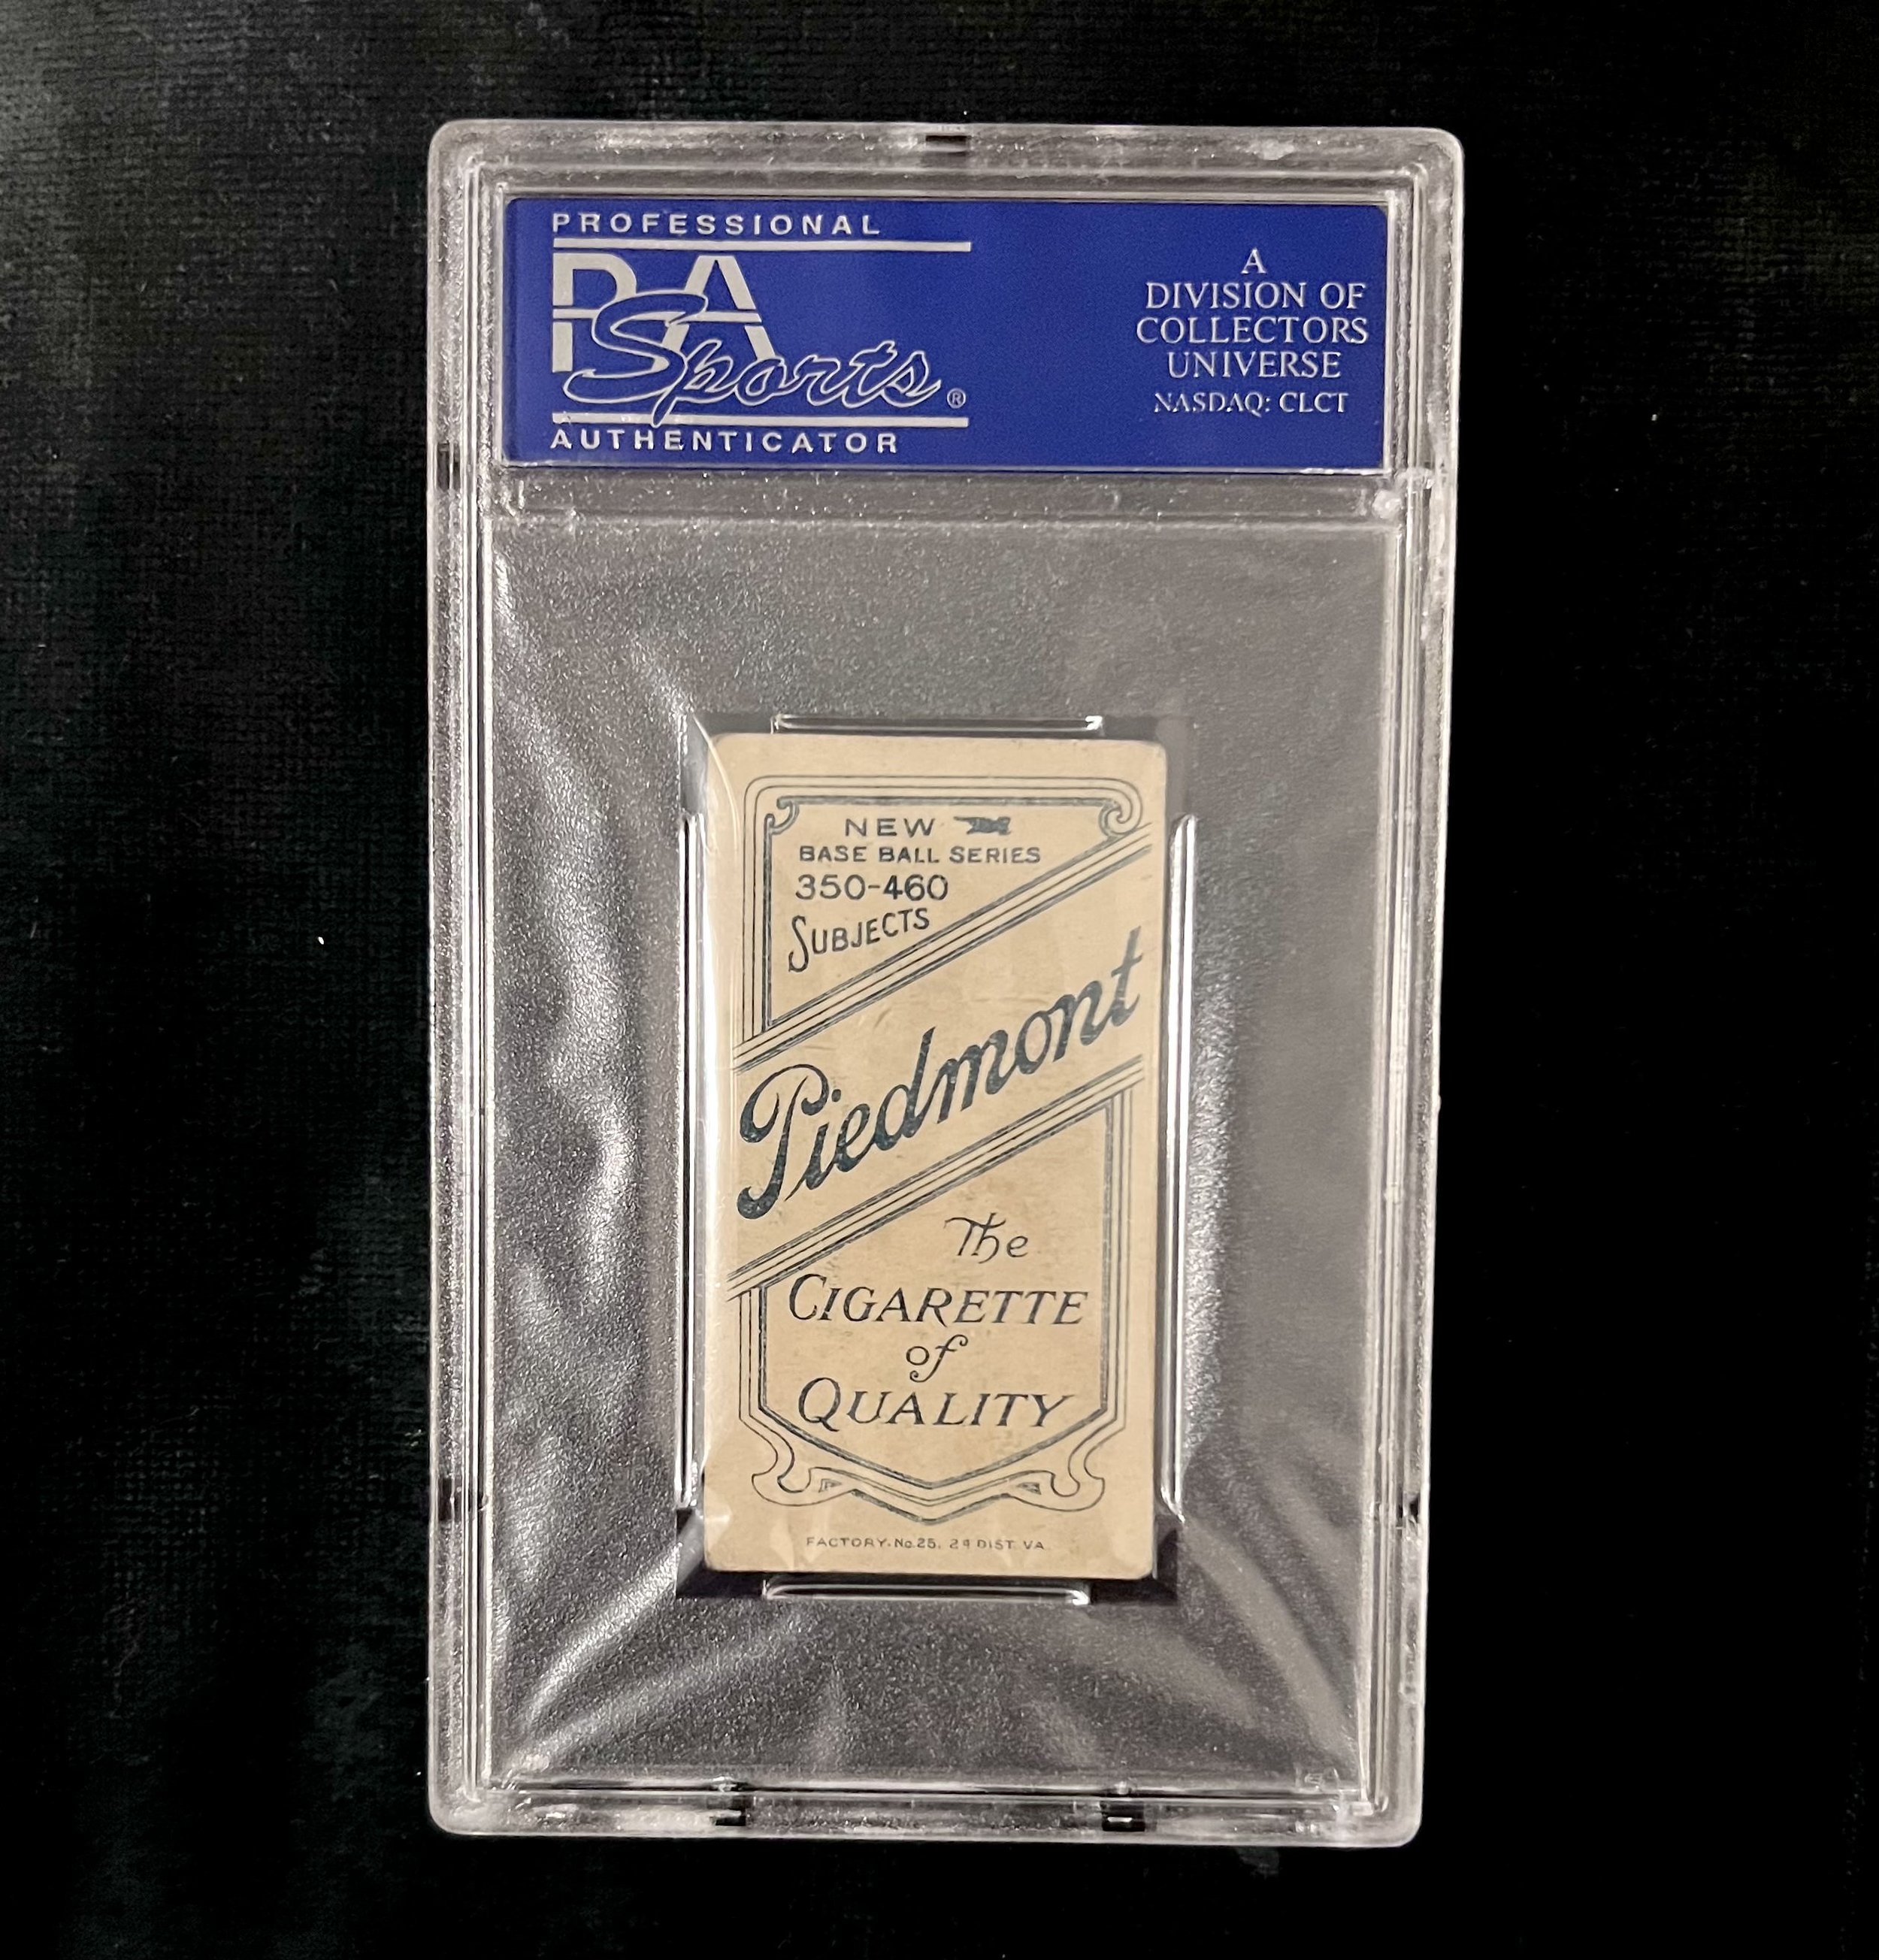 PROFESSIONAL
PSA
Sports®
AUTHENTICATOR
A
DIVISION OF
COLLECTORS
UNIVERSE
NASDAQ: CLCT
NEW
BASE BALL SERIES
350-460
SUBJECTS
Piedmont
The
CIGARETTE
of
QUALITY
FACTORY. No. 25. 2d DIST. VA.